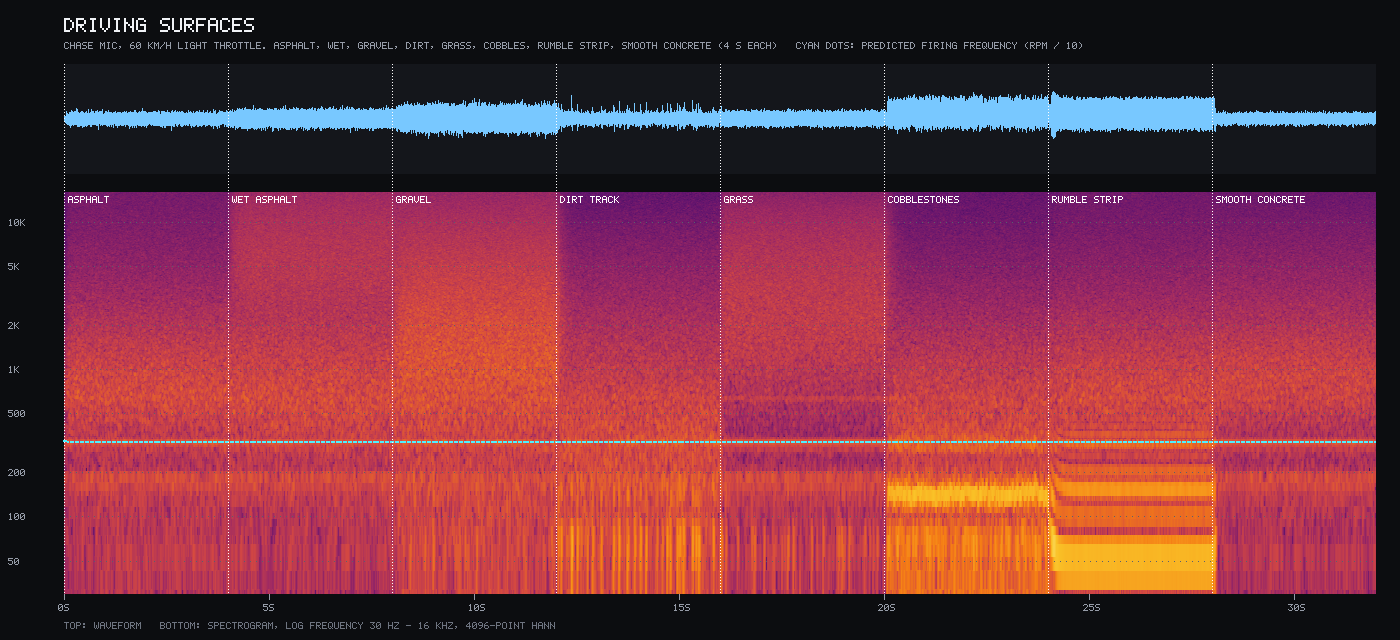 DRIVING SURFACES
CHASE MIC, 60 KM/H LIGHT THROTTLE. ASPHALT, WET, GRAVEL, DIRT, GRASS, COBBLES, RUMBLE STRIP, SMOOTH CONCRETE (4 S EACH)   CYAN DOTS: PREDICTED FIRING FREQUENCY (RPM / 10)
ASPHALT WET ASPHALT GRAVEL DIRT TRACK GRASS COBBLESTONES RUMBLE STRIP SMOOTH CONCRETE
10K
5K
2K
1K
500
200
100
50
0S 5S 10S 15S 20S 25S 30S
TOP: WAVEFORM   BOTTOM: SPECTROGRAM, LOG FREQUENCY 30 HZ - 16 KHZ, 4096-POINT HANN